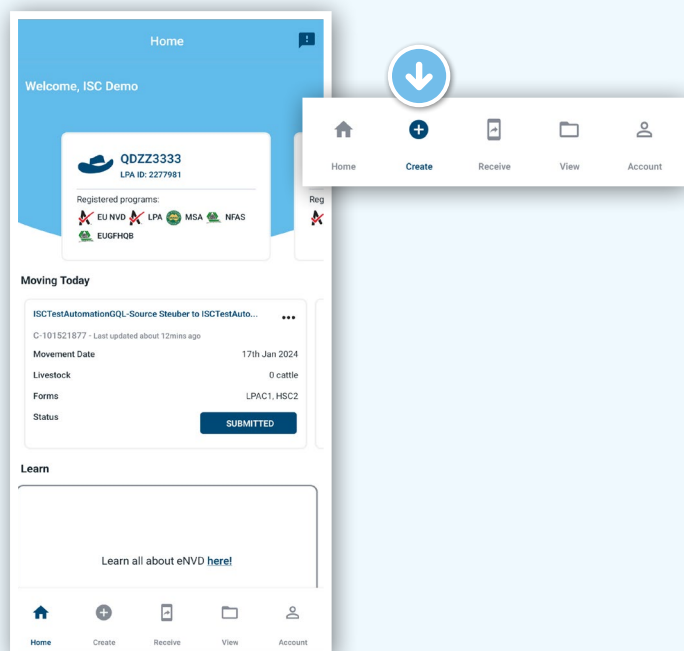 Home
Welcome, ISC Demo
QDZZ3333
LPA ID: 2277981
Registered programs:
EU NVD LPA MSA NFAS
EUGFHQB
Reg
Moving Today
ISCTestAutomationGQL-Source Steuber to ISCTestAuto...
C-101521877 - Last updated about 12mins ago
Movement Date 17th Jan 2024
Livestock 0 cattle
Forms LPAC1, HSC2
Status SUBMITTED
Learn
Learn all about eNVD here!
Home Create Receive View Account
Home Create Receive View Account